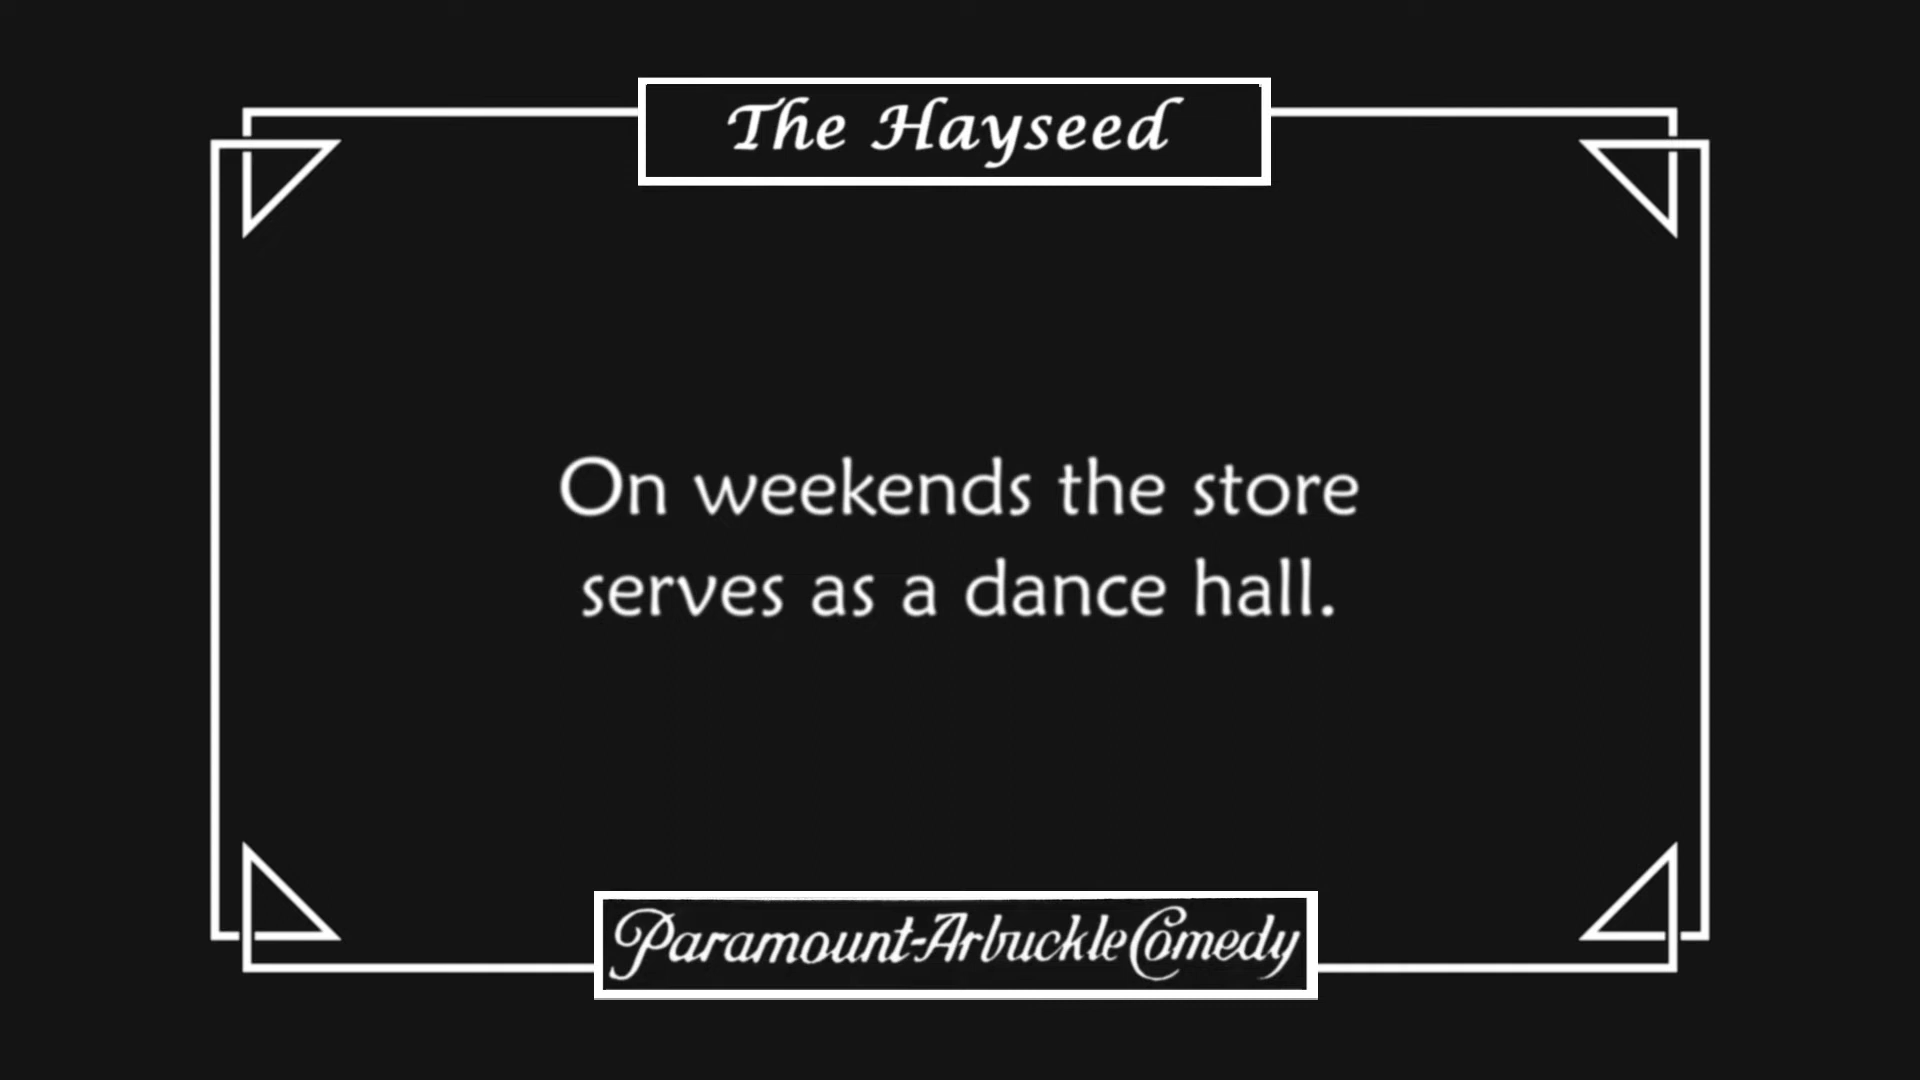 The Hayseed
On weekends the store
serves as a dance hall.
Paramount-Arbuckle Comedy